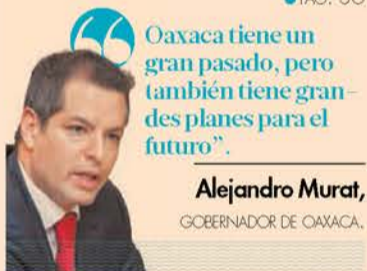 Oaxaca tiene un
gran pasado, pero
también tiene gran-
des planes para el
futuro”.
Alejandro Murat,
GOBERNADOR DE OAXACA.